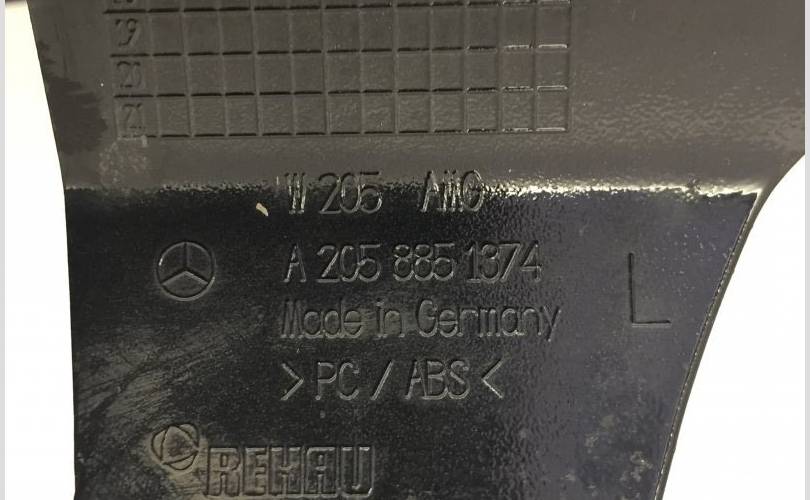 19
20
21
W 205 AMG
A 205 885 1374
L
Made in Germany
>PC / ABS<
REHAU